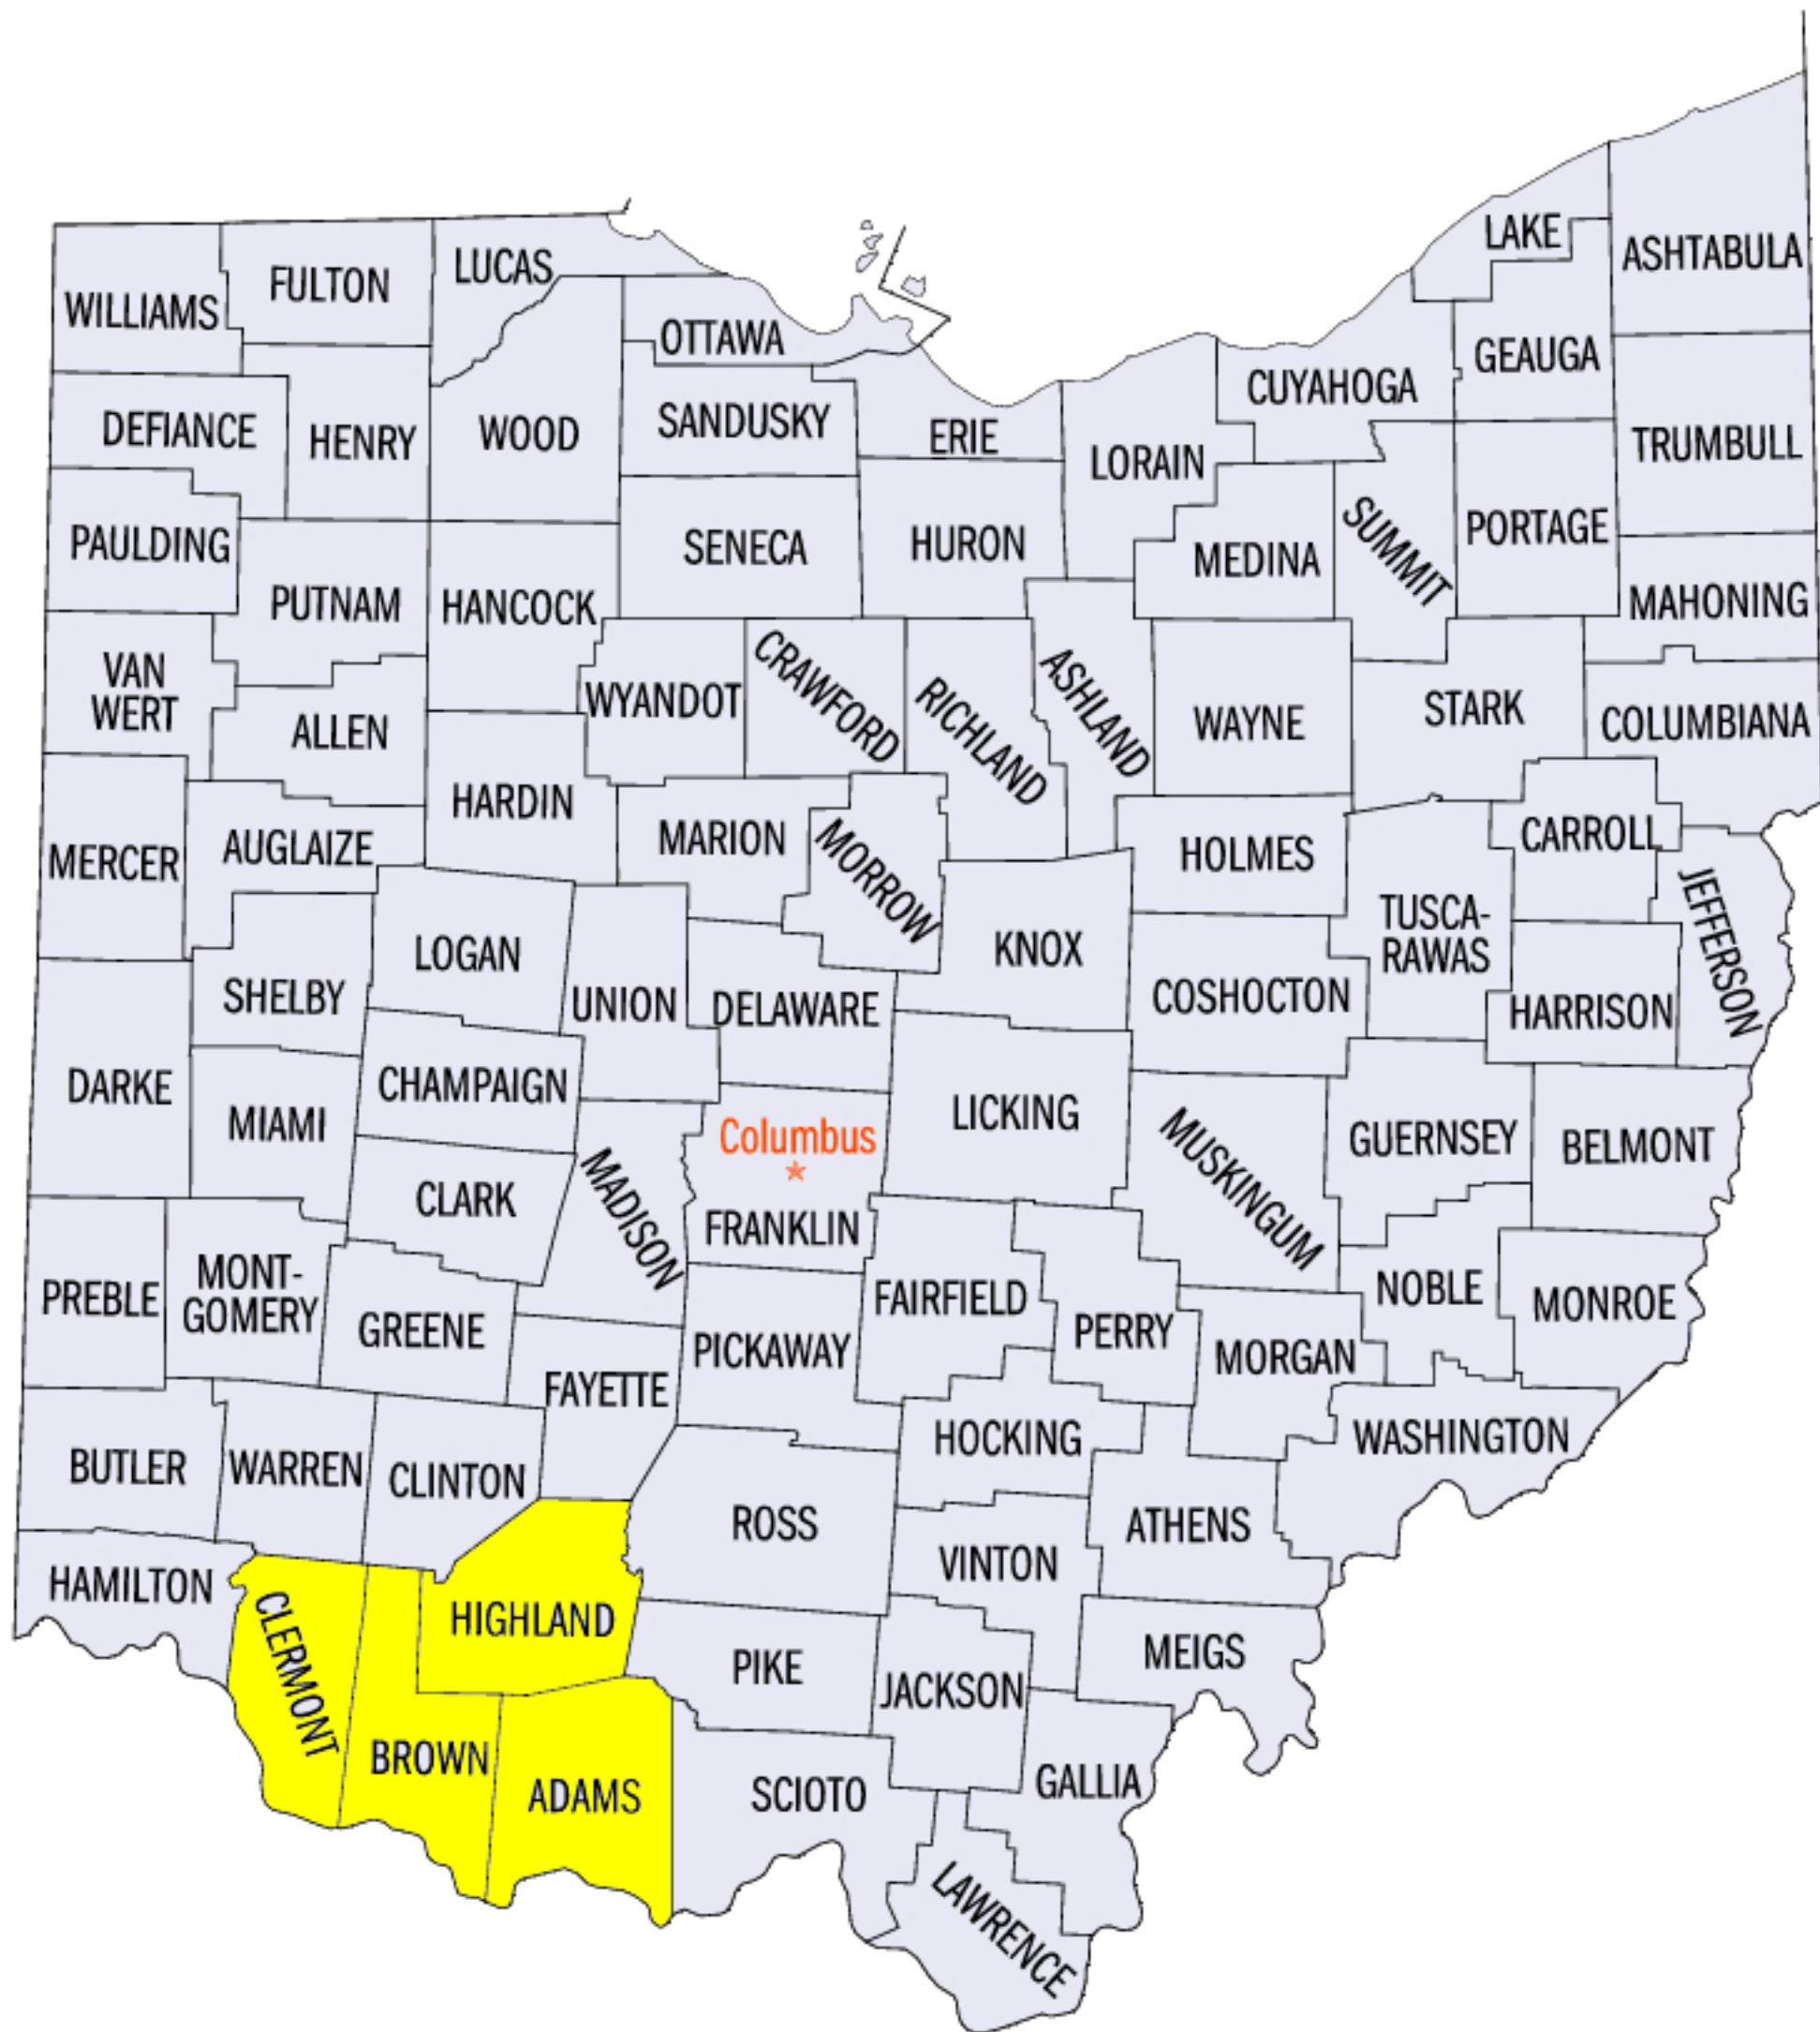 LAKE
ASHTABULA
LUCAS
FULTON
WILLIAMS
OTTAWA
GEAUGA
CUYAHOGA
SANDUSKY
DEFIANCE
HENRY
WOOD
ERIE
LORAIN
TRUMBULL
PAULDING
SENECA
HURON
MEDINA
SUMMIT
PORTAGE
PUTNAM
HANCOCK
MAHONING
VAN
WERT
ALLEN
WYANDOT
CRAWFORD
RICHLAND
ASHLAND
WAYNE
STARK
COLUMBIANA
HARDIN
MERCER
AUGLAIZE
MARION
MORROW
HOLMES
CARROLL
TUSCA-
RAWAS
JEFFERSON
LOGAN
KNOX
SHELBY
UNION
DELAWARE
COSHOCTON
HARRISON
DARKE
CHAMPAIGN
MIAMI
LICKING
Columbus
MUSKINGUM
GUERNSEY
BELMONT
CLARK
MADISON
FRANKLIN
PREBLE
MONT-
GOMERY
GREENE
FAIRFIELD
PERRY
NOBLE
MONROE
PICKAWAY
MORGAN
FAYETTE
HOCKING
WASHINGTON
BUTLER
WARREN
CLINTON
ROSS
ATHENS
VINTON
HAMILTON
CLERMONT
HIGHLAND
PIKE
JACKSON
MEIGS
BROWN
ADAMS
SCIOTO
GALLIA
LAWRENCE